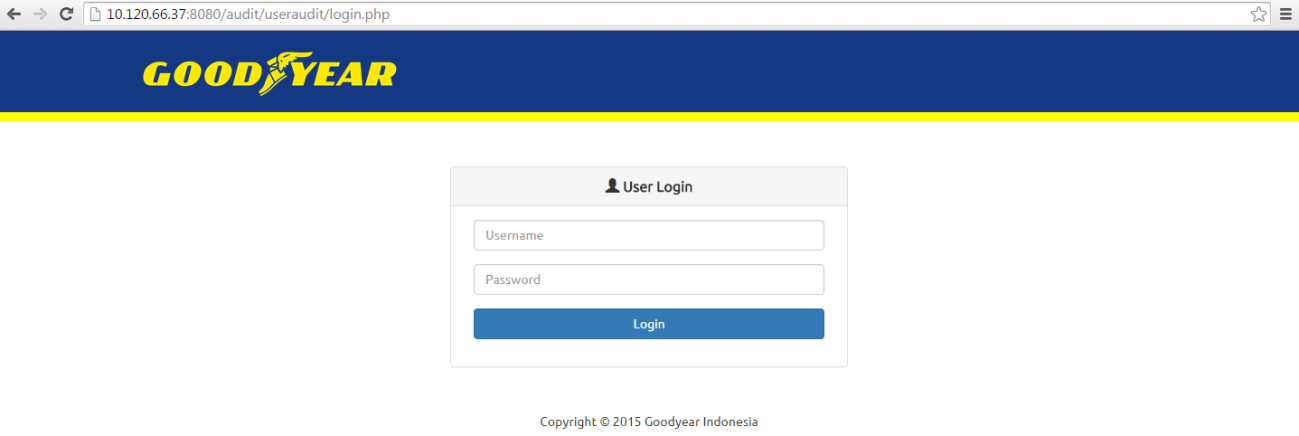 10.120.66.37:8080/audit/useraudit/login.php
GOODYEAR
User Login
Username
Password
Login
Copyright © 2015 Goodyear Indonesia